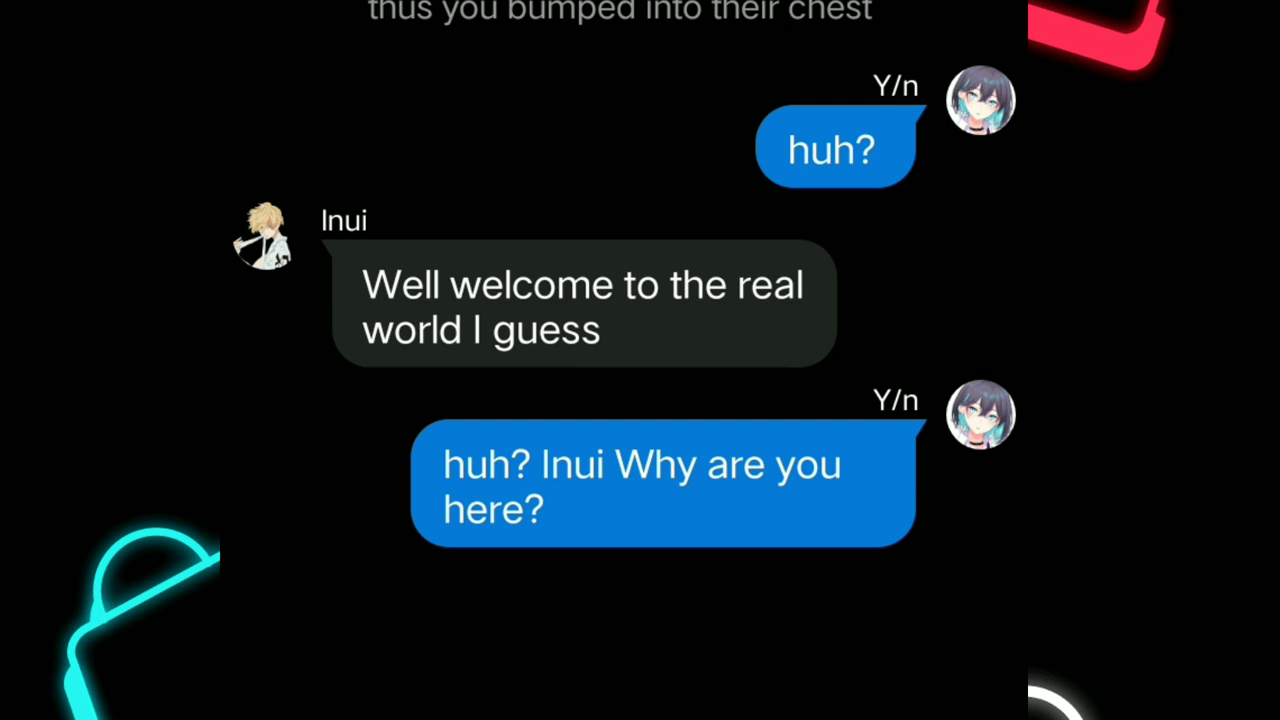 thus you bumped into their chest
Y/n
huh?
Inui
Well welcome to the real
world I guess
Y/n
huh? Inui Why are you
here?